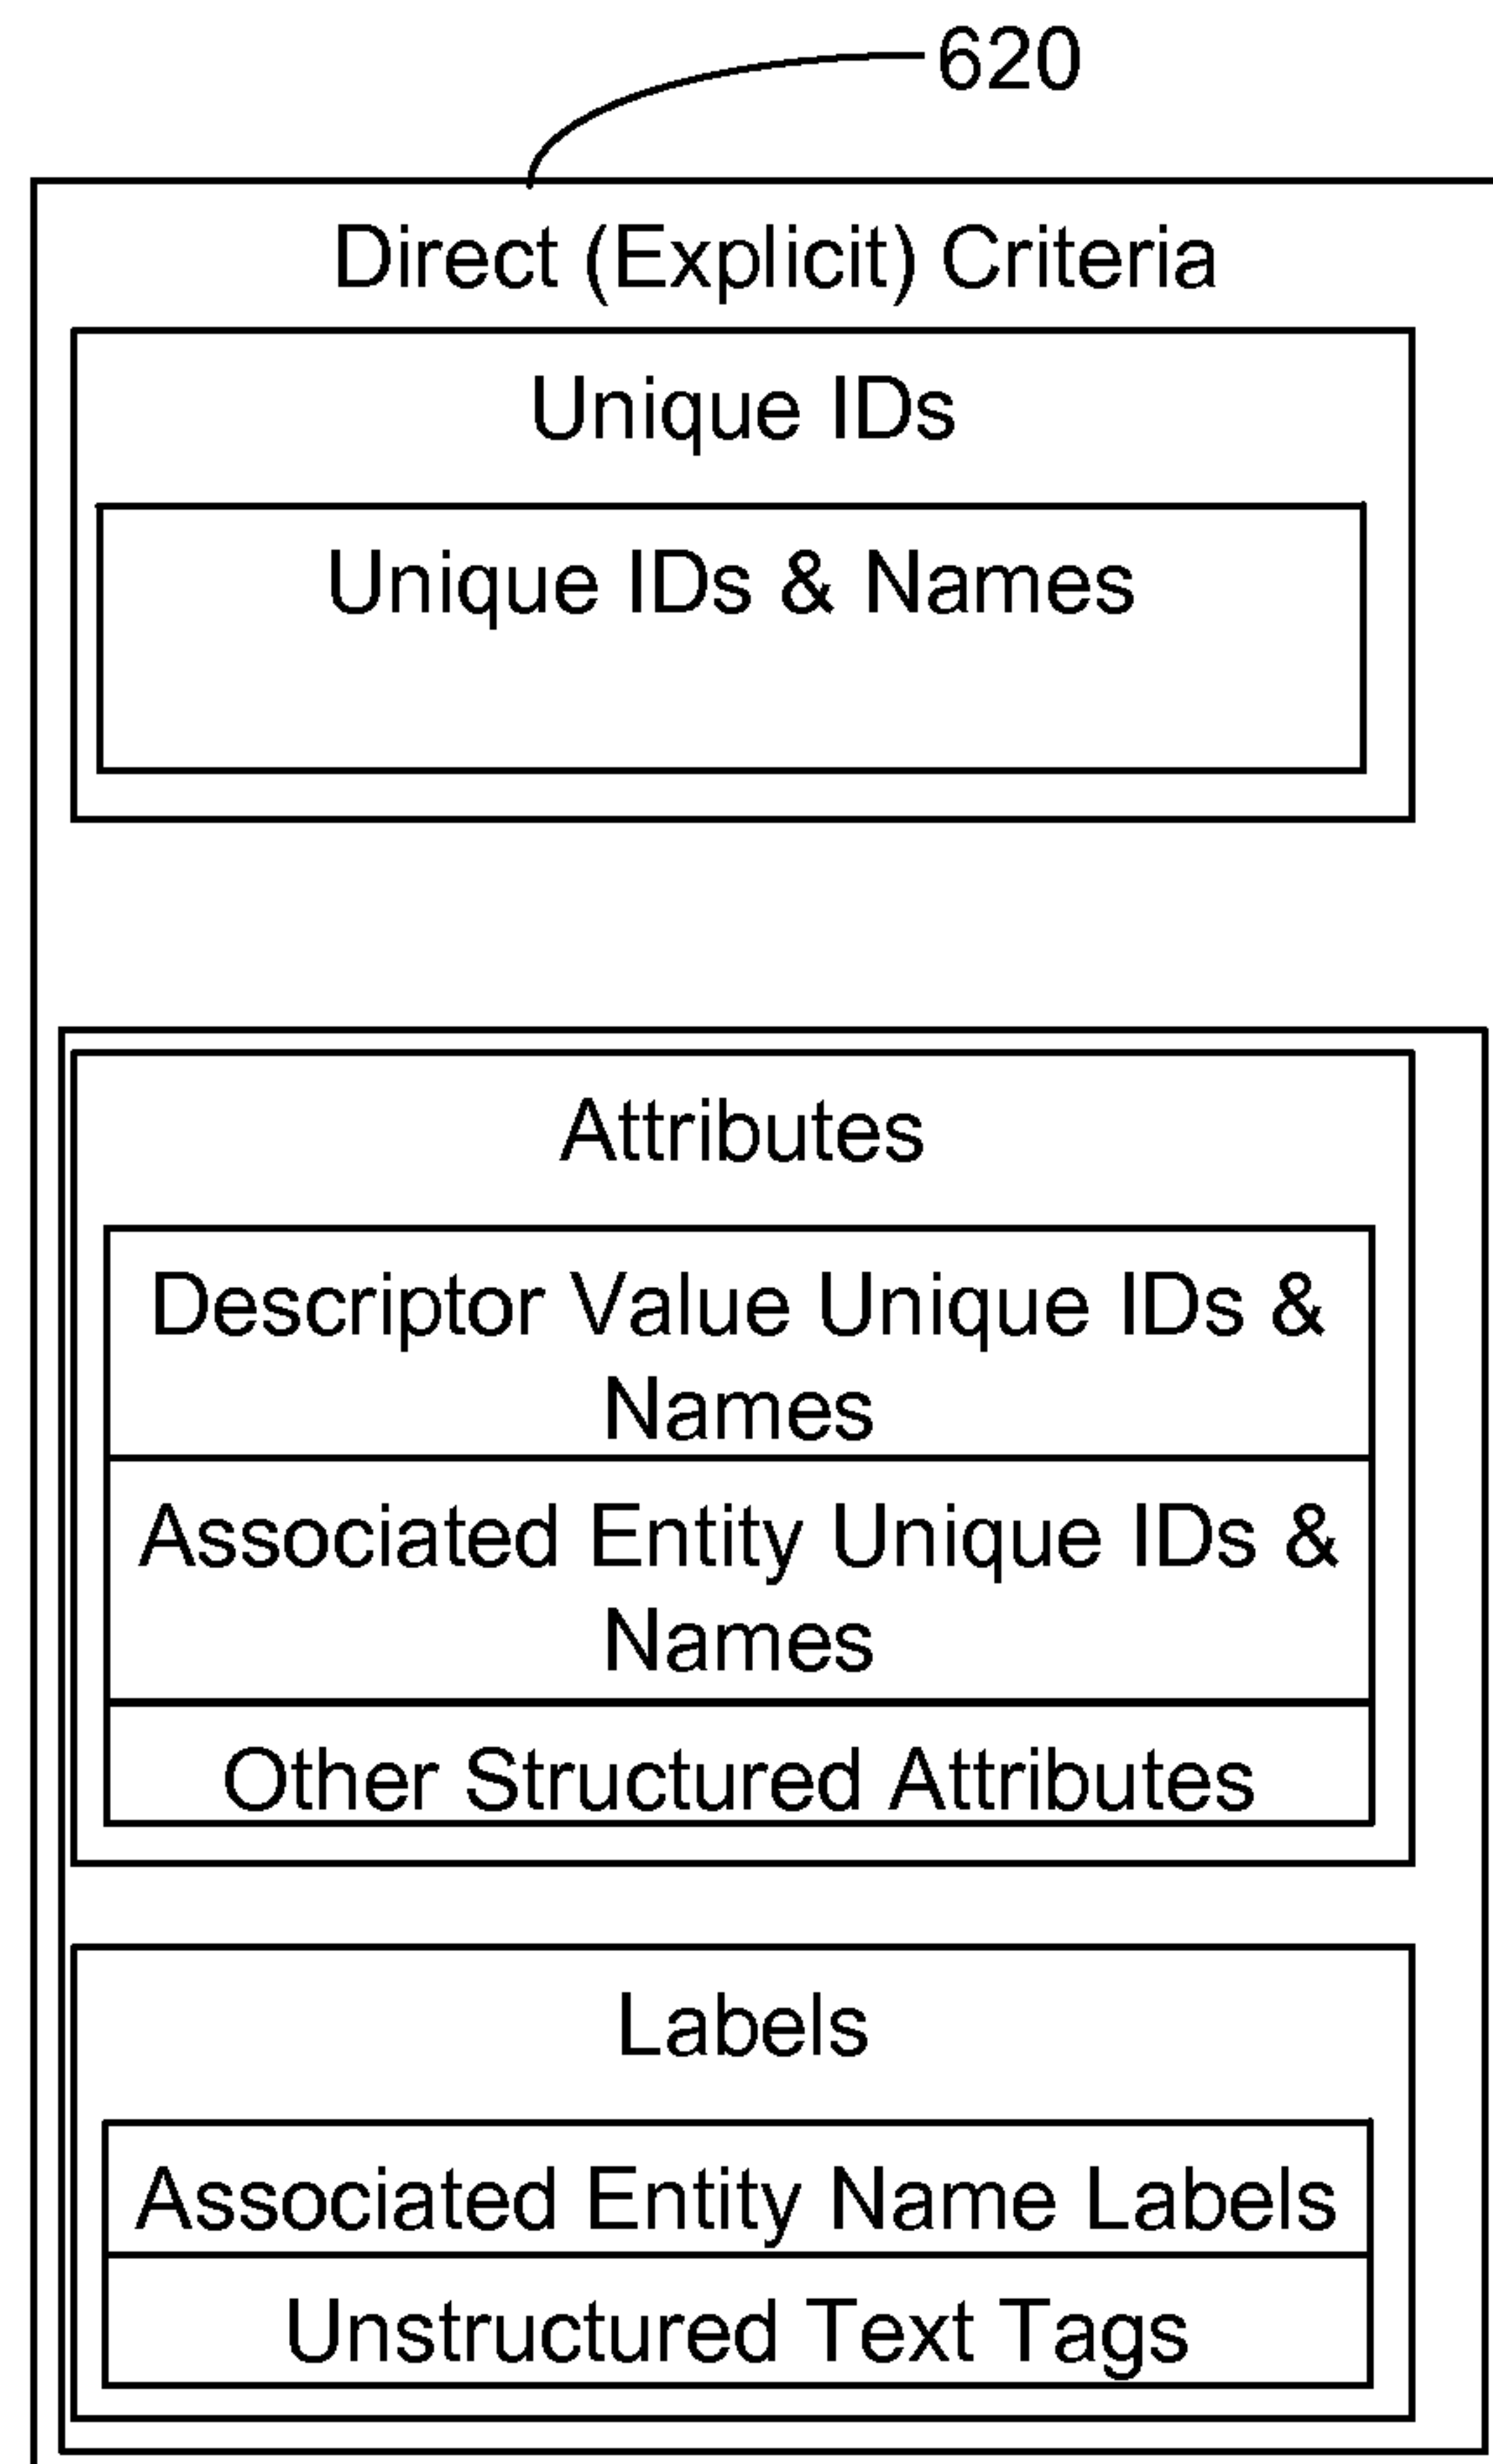 620
Direct (Explicit) Criteria
Unique IDs
Unique IDs & Names
Attributes
Descriptor Value Unique IDs &
Names
Associated Entity Unique IDs &
Names
Other Structured Attributes
Labels
Associated Entity Name Labels
Unstructured Text Tags